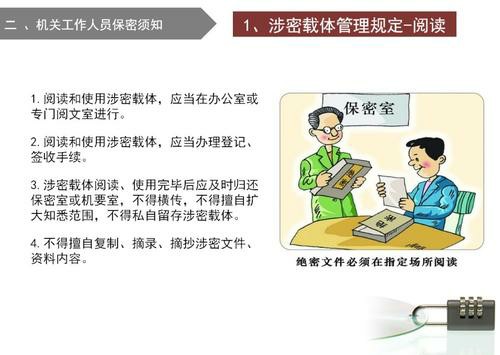 二、机关工作人员保密须知
1、涉密载体管理规定-阅读
1. 阅读和使用涉密载体，应当在办公室或
专门阅文室进行。
2. 阅读和使用涉密载体，应当办理登记、
签收手续。
3. 涉密载体阅读、使用完毕后应及时归还
保密室或机要室，不得横传，不得擅自扩
大知悉范围，不得私自留存涉密载体。
4. 不得擅自复制、摘录、摘抄涉密文件、
资料内容。
保密室
绝密文件必须在指定场所阅读